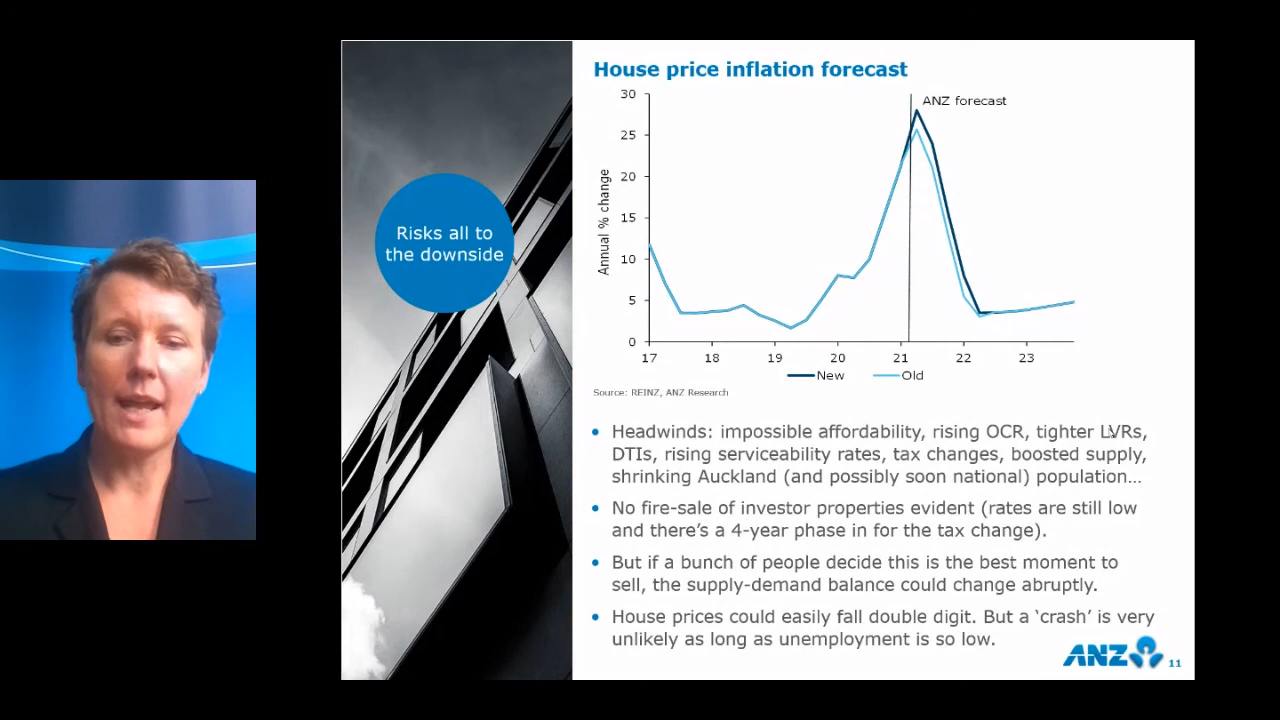 House price inflation forecast
Risks all to
the downside
ANZ forecast
Annual % change
30
25
20
15
10
5
0
17 18 19 20 21 22 23
New Old
Source: REINZ, ANZ Research
• Headwinds: impossible affordability, rising OCR, tighter LVRs,
DTIs, rising serviceability rates, tax changes, boosted supply,
shrinking Auckland (and possibly soon national) population…
• No fire-sale of investor properties evident (rates are still low
and there's a 4-year phase in for the tax change).
• But if a bunch of people decide this is the best moment to
sell, the supply-demand balance could change abruptly.
• House prices could easily fall double digit. But a ‘crash’ is very
unlikely as long as unemployment is so low.
ANZ
11